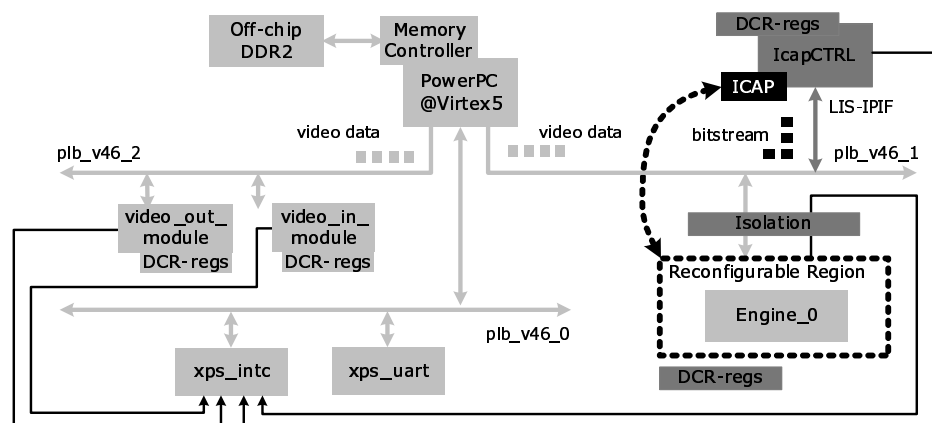 Off-chip
DDR2
Memory
Controller
PowerPC
@Virtex5
DCR-regs
IcapCTRL
ICAP
LIS-IPIF
bitstream
video data
video data
plb_v46_2
plb_v46_1
video_out_
module
DCR-regs
video_in_
module
DCR-regs
Isolation
Reconfigurable Region
Engine_0
plb_v46_0
xps_intc
xps_uart
DCR-regs